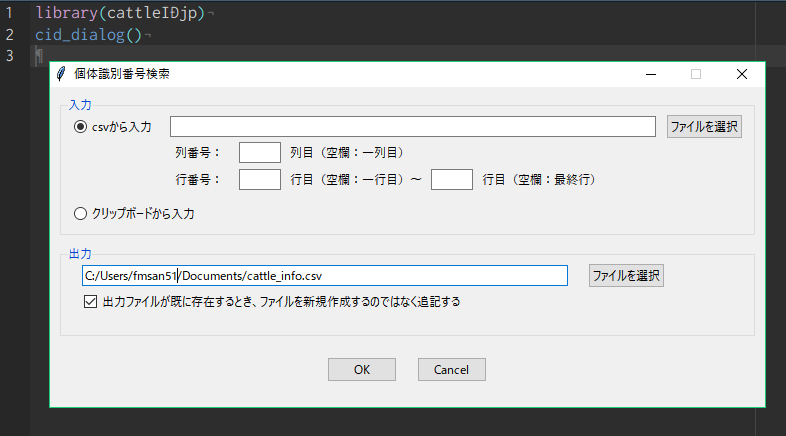 1 library(cattleIDjp)
2 cid_dialog()
3
個体識別番号検索
入力
csvから入力 ファイルを選択
列番号： 列目（空欄：一列目）
行番号： 行目（空欄：一行目）～ 行目（空欄：最終行）
クリップボードから入力
出力
C:/Users/fmsan51/Documents/cattle_info.csv ファイルを選択
出力ファイルが既に存在するとき、ファイルを新規作成するのではなく追記する
OK Cancel